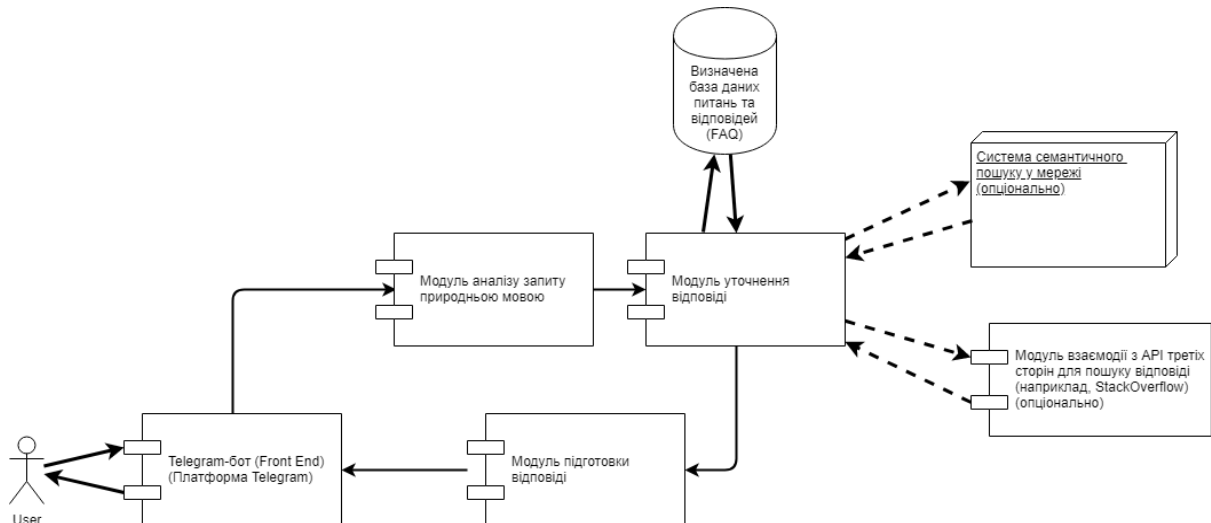 Визначена
база даних
питань та
відповідей
(FAQ)
Система семантичного
пошуку у мережі
(опціонально)
Модуль аналізу запиту
природньою мовою
Модуль уточнення
відповіді
Модуль взаємодії з API третіх
сторін для пошуку відповіді
(наприклад, StackOverflow)
(опціонально)
Telegram-бот (Front End)
(Платформа Telegram)
Модуль підготовки
відповіді
User